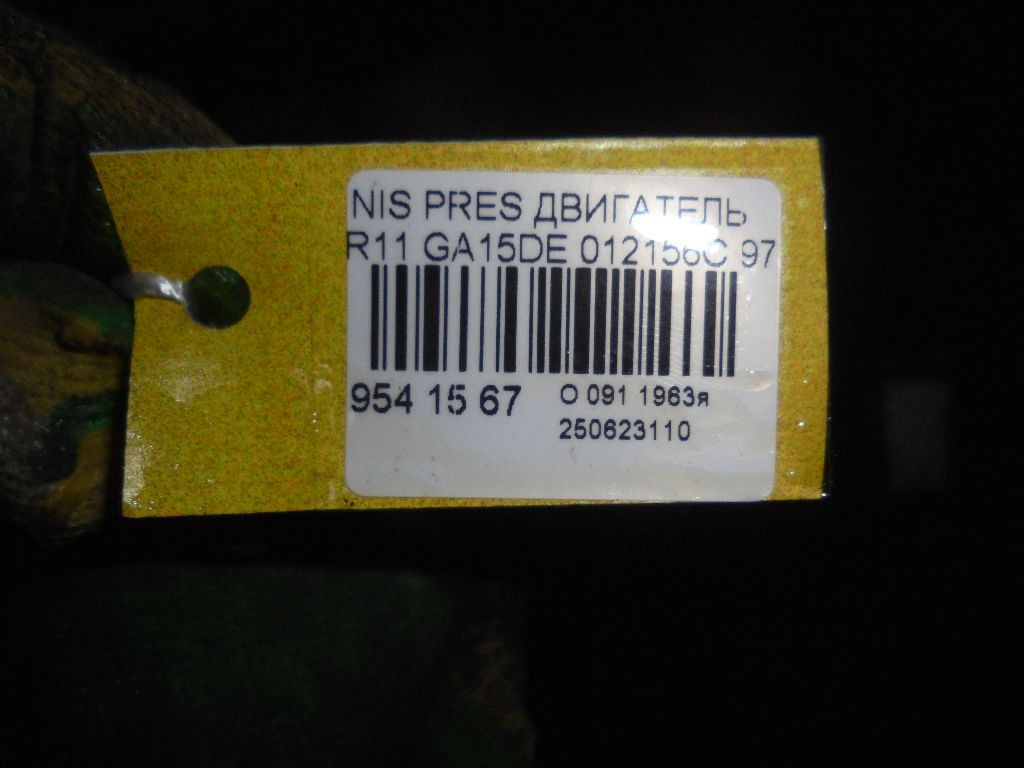 NIS PRES ДВИГАТЕЛЬ
R11 GA15DE 012156C 97
954 15 67
О 091 1963я
250623110